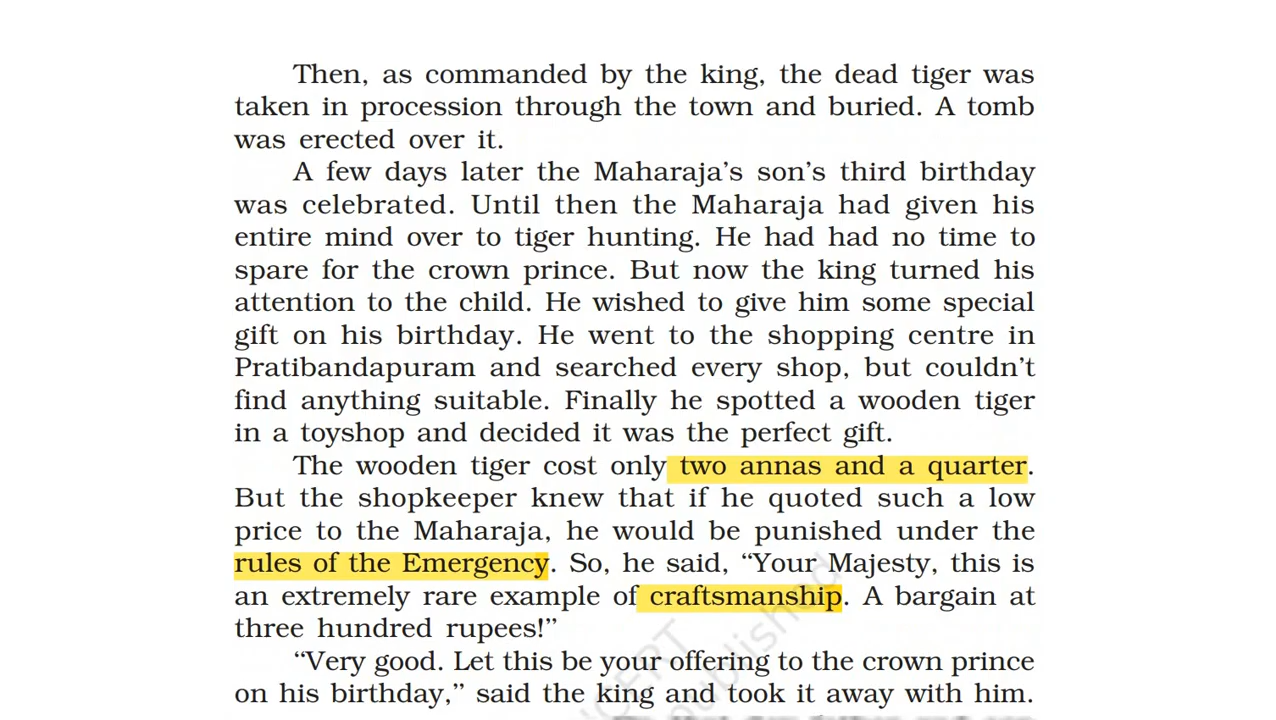 Then, as commanded by the king, the dead tiger was
taken in procession through the town and buried. A tomb
was erected over it.
A few days later the Maharaja's son's third birthday
was celebrated. Until then the Maharaja had given his
entire mind over to tiger hunting. He had had no time to
spare for the crown prince. But now the king turned his
attention to the child. He wished to give him some special
gift on his birthday. He went to the shopping centre in
Pratibandapuram and searched every shop, but couldn't
find anything suitable. Finally he spotted a wooden tiger
in a toyshop and decided it was the perfect gift.
The wooden tiger cost only two annas and a quarter.
But the shopkeeper knew that if he quoted such a low
price to the Maharaja, he would be punished under the
rules of the Emergency. So, he said, “Your Majesty, this is
an extremely rare example of craftsmanship. A bargain at
three hundred rupees!”
“Very good. Let this be your offering to the crown prince
on his birthday,” said the king and took it away with him.
published